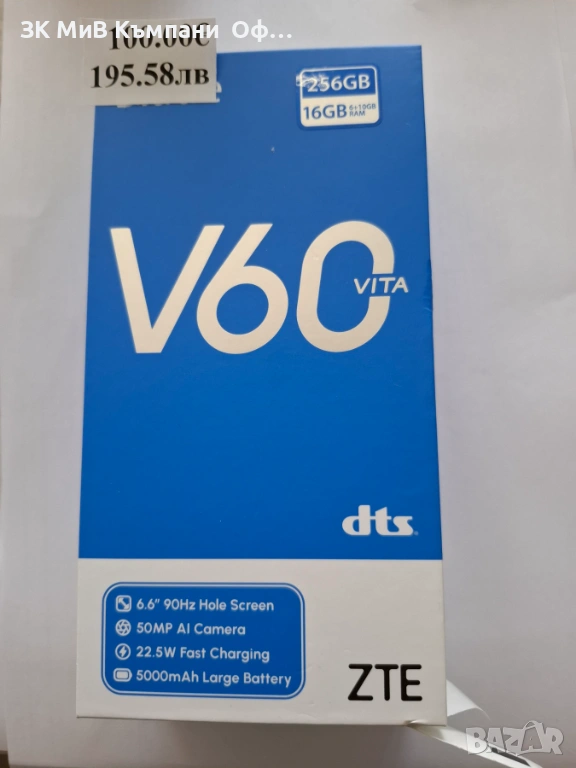 ЗК МиВ Къмпани Оф...
100.00€
195.58лв
256GB
16GB 6+10GB RAM
V60 VITA
dts
6.6" 90Hz Hole Screen
50MP AI Camera
22.5W Fast Charging
5000mAh Large Battery
ZTE
BAZAR